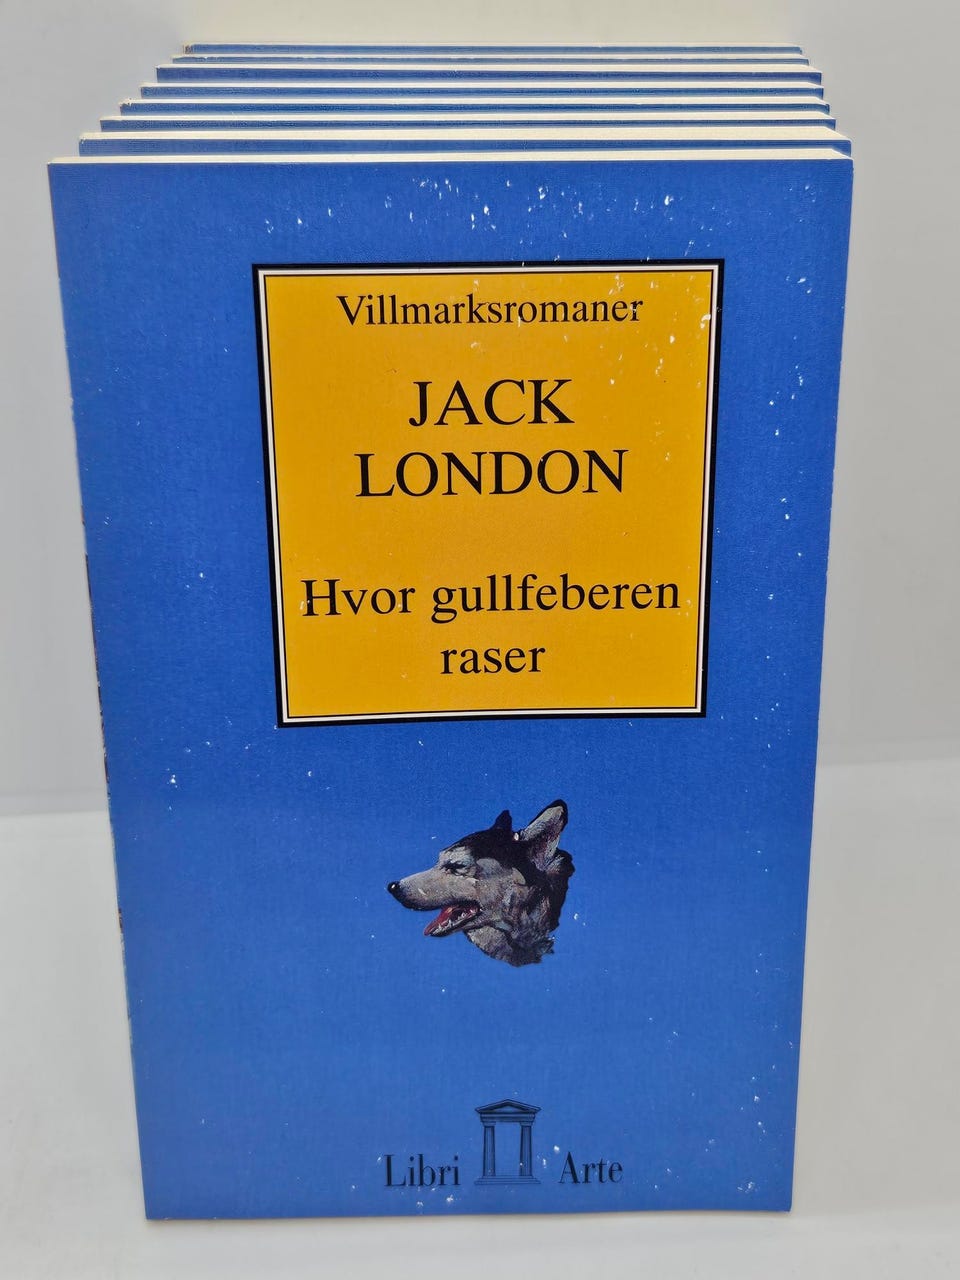 Villmarksromaner
JACK
LONDON
Hvor gullfeberen
raser
Libri Arte